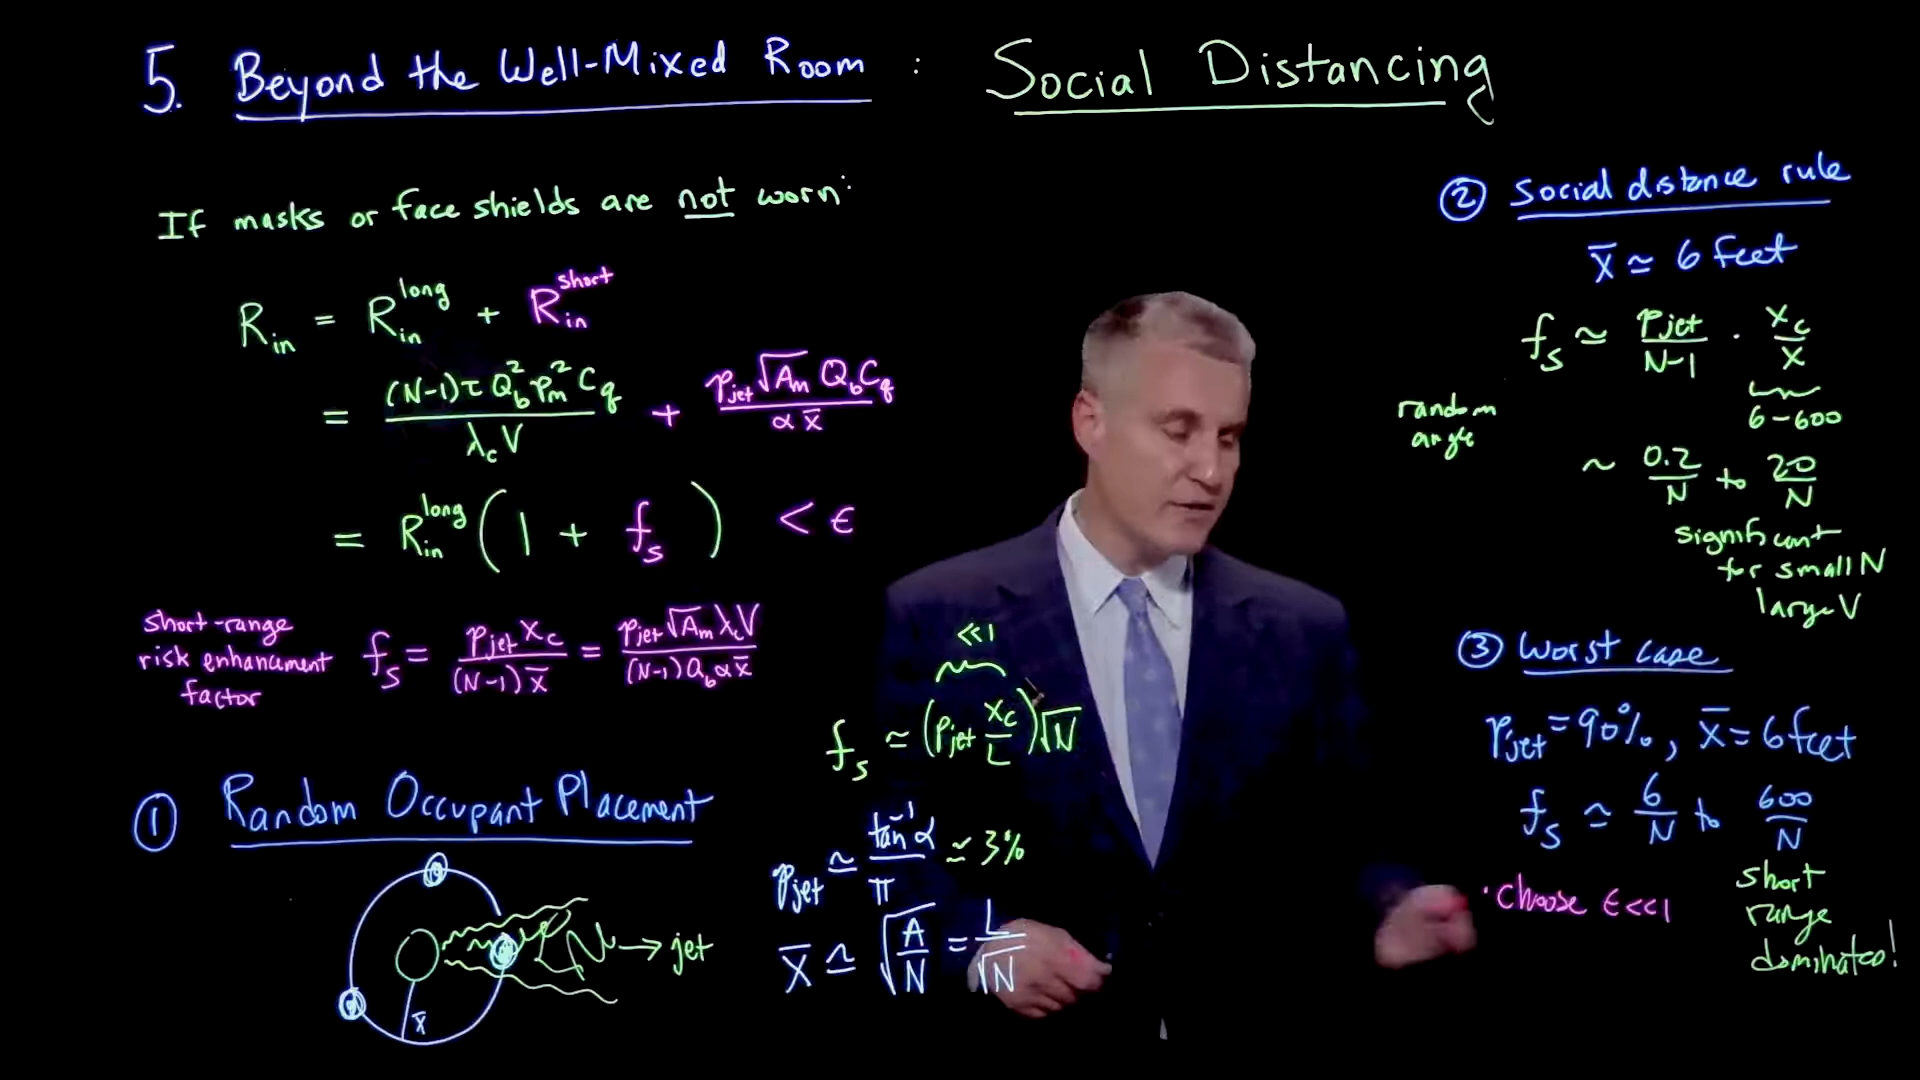 5. Beyond the Well-Mixed Room : Social Distancing
If masks or face shields are not worn:
R_in = R_in^long + R_in^short
= (N-1)τ Q_b^2 p_m^2 C_q / λ_c V + p_jet √A_m Q_b C_q / α x̄
= R_in^long (1 + f_s) < ε
short-range
risk enhancement
factor
f_s = p_jet x_c / (N-1) x̄ = p_jet √A_m λ_c V / (N-1) Q_b α x̄
① Random Occupant Placement
x̄
→ jet
<<1
f_s ≃ (p_jet x_c / L) √N
p_jet ≃ tan^-1 α / π ≃ 3%
x̄ ≃ √(A/N) = L / √N
② Social distance rule
x̄ ≃ 6 feet
f_s ≃ p_jet / N-1 · x_c / x̄
6-600
random
angle
~ 0.2 / N to 20 / N
significant
for small N
large V
③ Worst case
p_jet = 90%, x̄ = 6 feet
f_s ≃ 6 / N to 600 / N
· Choose ε<<1
short
range
dominates!